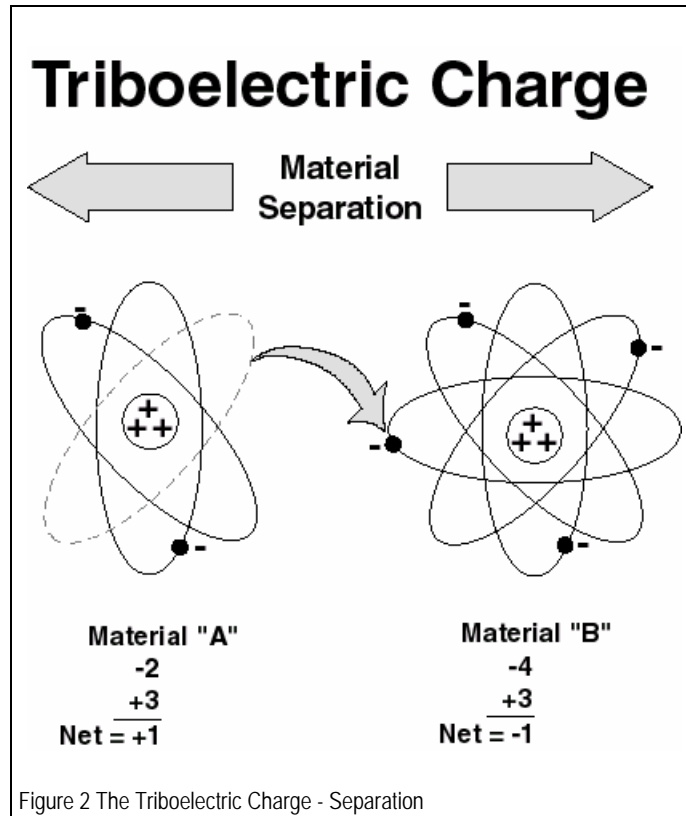 Triboelectric Charge
Material
Separation
-
-
-
+
+ +
-
+
+ +
-
-
Material "A"
-2
+3
Net = +1
Material "B"
-4
+3
Net = -1
Figure 2 The Triboelectric Charge - Separation